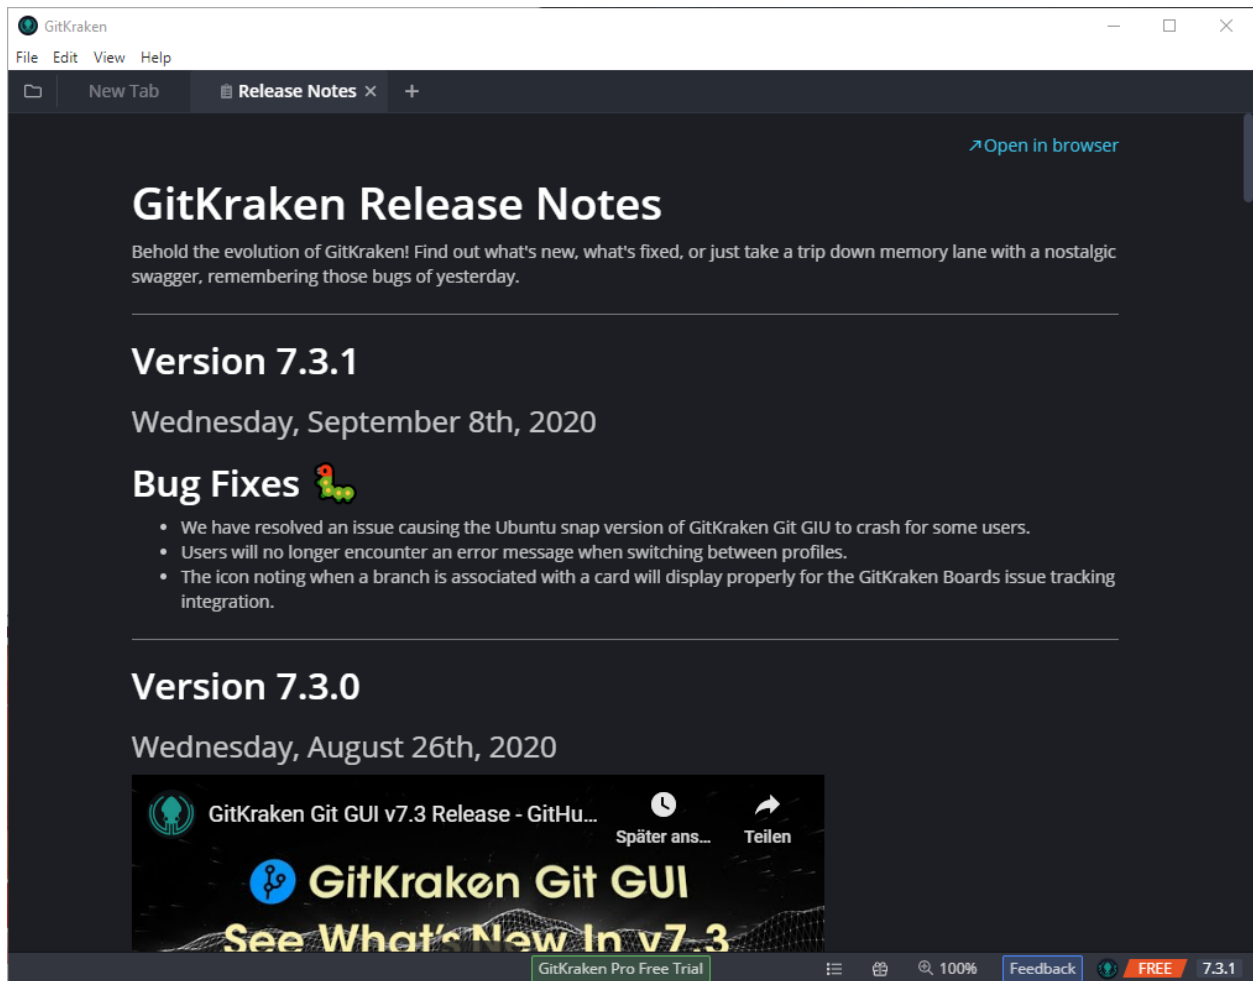 GitKraken
File Edit View Help
New Tab Release Notes
Open in browser
GitKraken Release Notes
Behold the evolution of GitKraken! Find out what's new, what's fixed, or just take a trip down memory lane with a nostalgic
swagger, remembering those bugs of yesterday.
Version 7.3.1
Wednesday, September 8th, 2020
Bug Fixes
We have resolved an issue causing the Ubuntu snap version of GitKraken Git GIU to crash for some users.
Users will no longer encounter an error message when switching between profiles.
The icon noting when a branch is associated with a card will display properly for the GitKraken Boards issue tracking
integration.
Version 7.3.0
Wednesday, August 26th, 2020
GitKraken Git GUI v7.3 Release - GitHu...
Später ans... Teilen
GitKraken Git GUI
See What's New In v7.3
GitKraken Pro Free Trial 100% Feedback FREE 7.3.1